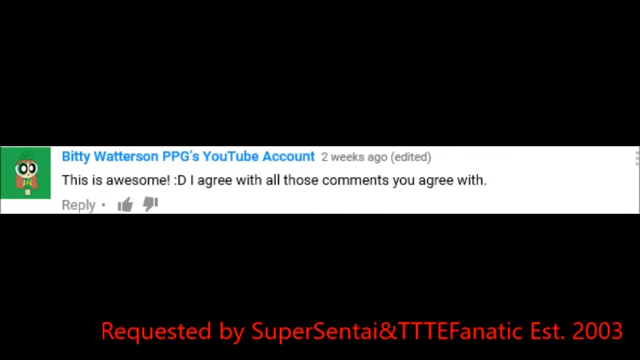 Bitty Watterson PPG's YouTube Account 2 weeks ago (edited)
This is awesome! :D I agree with all those comments you agree with.
Reply •
Requested by SuperSentai&TTTEFanatic Est. 2003